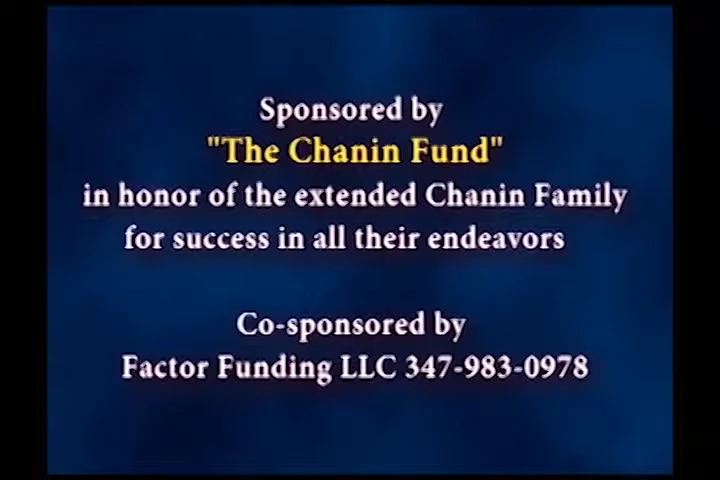 Sponsored by
"The Chanin Fund"
in honor of the extended Chanin Family
for success in all their endeavors
Co-sponsored by
Factor Funding LLC 347-983-0978